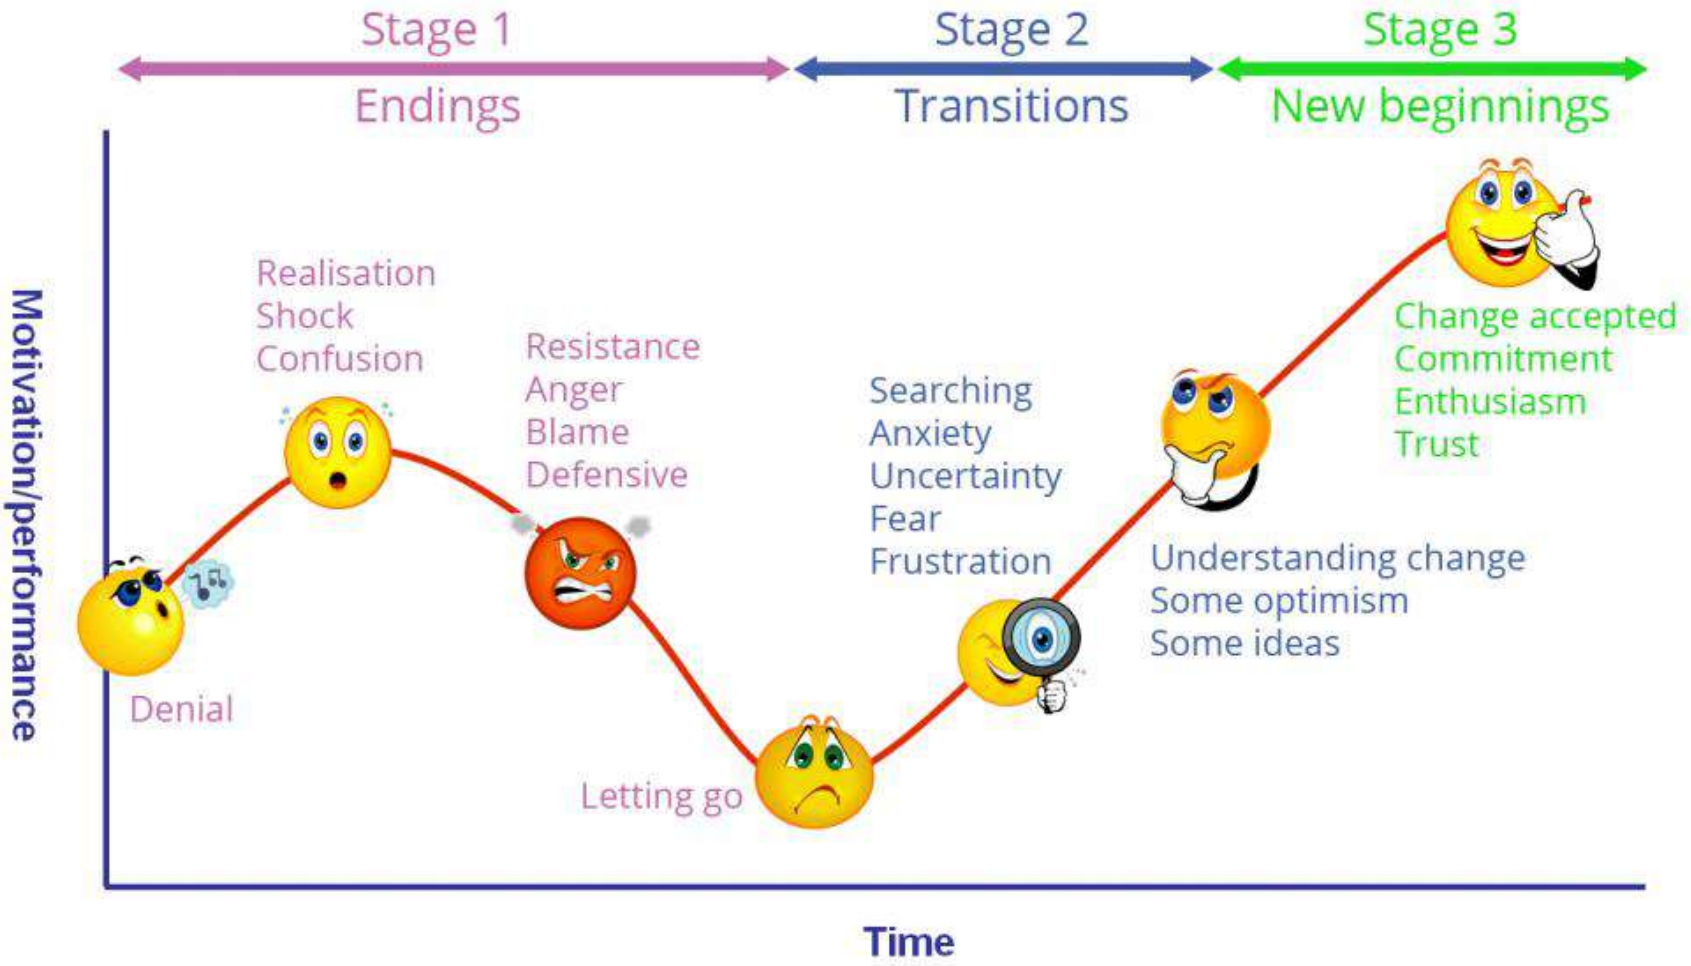 Stage 1
Stage 2
Stage 3
Endings
Transitions
New beginnings
Motivation/performance
Realisation
Shock
Confusion
Resistance
Anger
Blame
Defensive
Denial
Letting go
Searching
Anxiety
Uncertainty
Fear
Frustration
Understanding change
Some optimism
Some ideas
Change accepted
Commitment
Enthusiasm
Trust
Time